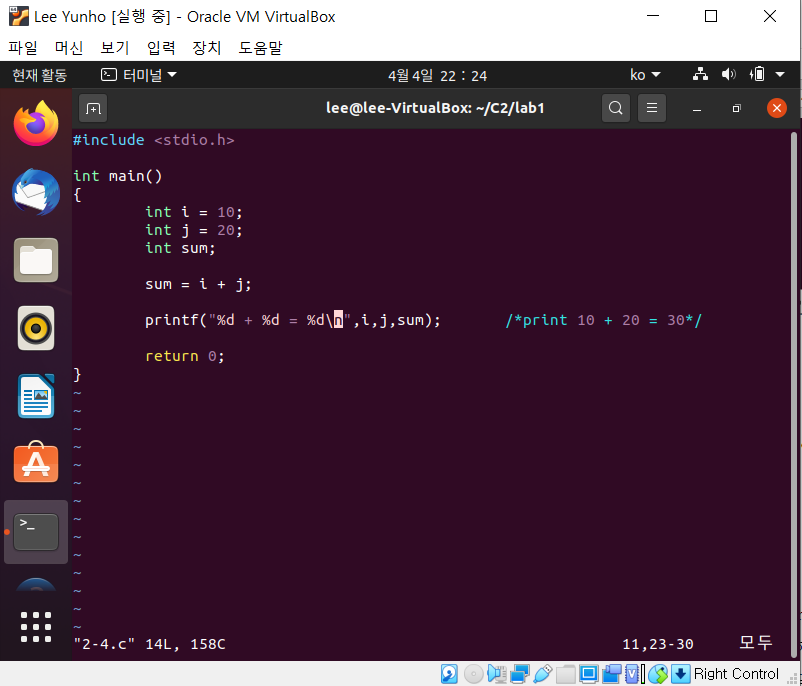 Lee Yunho [실행 중] - Oracle VM VirtualBox
파일 머신 보기 입력 장치 도움말
현재 활동 터미널 4월 4일 22 : 24 ko
lee@lee-VirtualBox: ~/C2/lab1
#include <stdio.h>
int main()
{
int i = 10;
int j = 20;
int sum;
sum = i + j;
printf("%d + %d = %d\n",i,j,sum); /*print 10 + 20 = 30*/
return 0;
}
~
~
~
~
~
~
~
~
~
~
~
~
~
~
"2-4.c" 14L, 158C 11,23-30 모두
Right Control